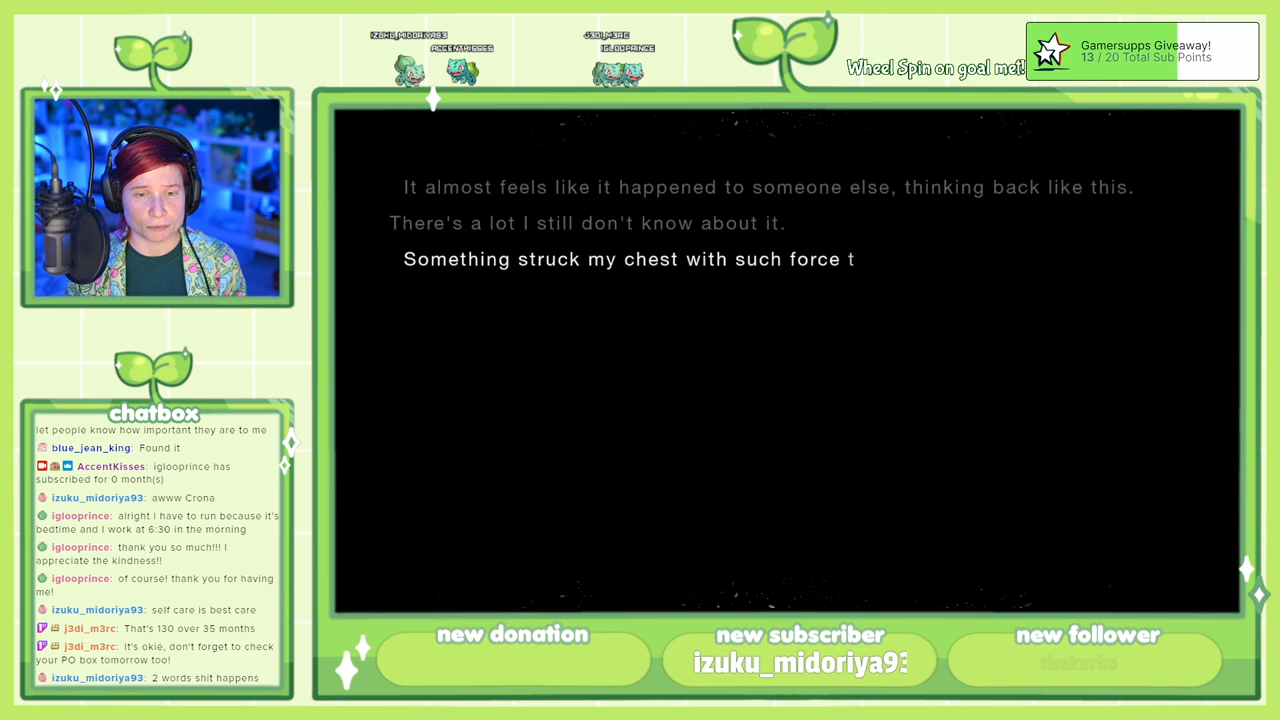 IZUKU_MIDORIYA93
ACCENTKISSES
J3DI_M3RC
IGLOOPRINCE
Wheel Spin on goal met!
Gamersupps Giveaway!
13 / 20 Total Sub Points
7
It almost feels like it happened to someone else, thinking back like this.
There's a lot I still don't know about it.
Something struck my chest with such force t
chatbox
let people know how important they are to me
blue_jean_king: Found it
AccentKisses: iglooprince has
subscribed for 0 month(s)
izuku_midoriya93: awww Crona
iglooprince: alright I have to run because it's
bedtime and I work at 6:30 in the morning
iglooprince: thank you so much!!! I
appreciate the kindness!!
iglooprince: of course! thank you for having
me!
izuku_midoriya93: self care is best care
j3di_m3rc: That's 130 over 35 months
j3di_m3rc: It's okie, don't forget to check
your PO box tomorrow too!
izuku_midoriya93: 2 words shit happens
new donation
new subscriber
izuku_midoriya93
new follower